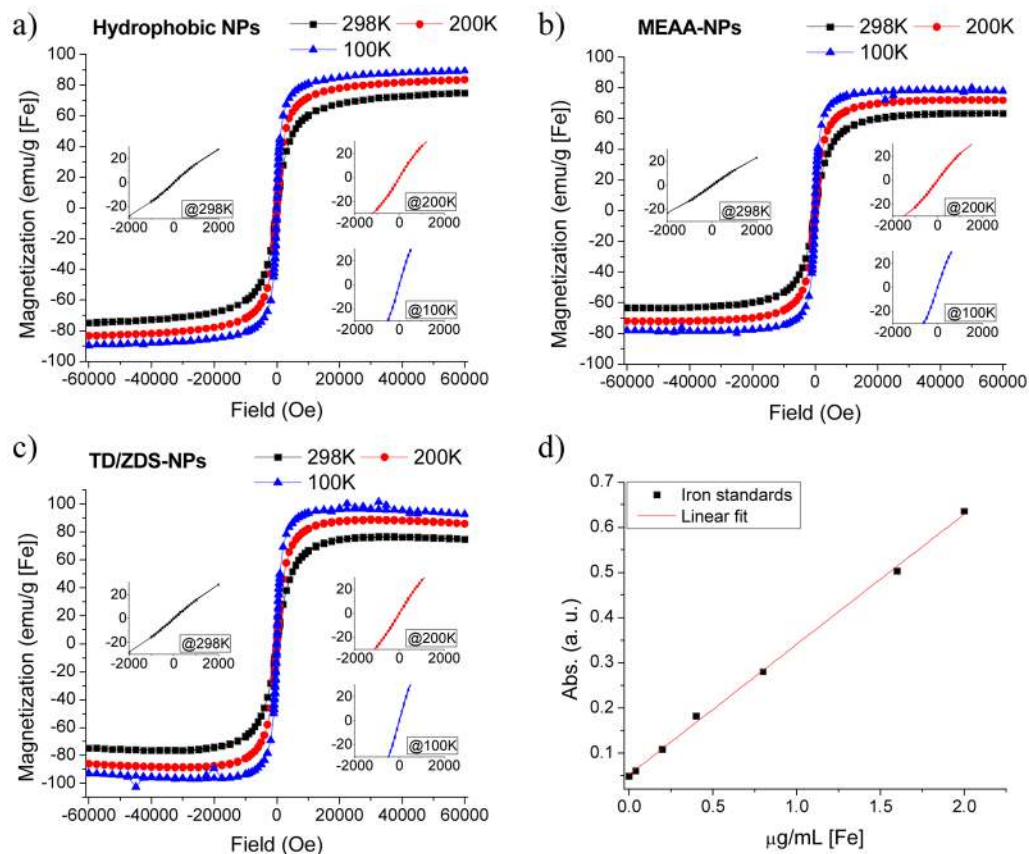 a)
Hydrophobic NPs
298K 200K
100K
Magnetization (emu/g [Fe])
100
80
60
40
20
0
-20
-40
-60
-80
-100
-60000 -40000 -20000 0 20000 40000 60000
Field (Oe)
20
0
-20
@298K
-2000 0 2000
20
0
-20
@200K
-2000 0 2000
20
0
-20
@100K
-2000 0 2000
b)
MEAA-NPs
298K 200K
100K
Magnetization (emu/g [Fe])
100
80
60
40
20
0
-20
-40
-60
-80
-100
-60000 -40000 -20000 0 20000 40000 60000
Field (Oe)
20
0
-20
@298K
-2000 0 2000
20
0
-20
@200K
-2000 0 2000
20
0
-20
@100K
-2000 0 2000
c)
TD/ZDS-NPs
298K 200K
100K
Magnetization (emu/g [Fe])
100
80
60
40
20
0
-20
-40
-60
-80
-100
-60000 -40000 -20000 0 20000 40000 60000
Field (Oe)
20
0
-20
@298K
-2000 0 2000
20
0
-20
@200K
-2000 0 2000
20
0
-20
@100K
-2000 0 2000
d)
Iron standards
Linear fit
Abs. (a. u.)
0.7
0.6
0.5
0.4
0.3
0.2
0.1
0.0 0.5 1.0 1.5 2.0
μg/mL [Fe]